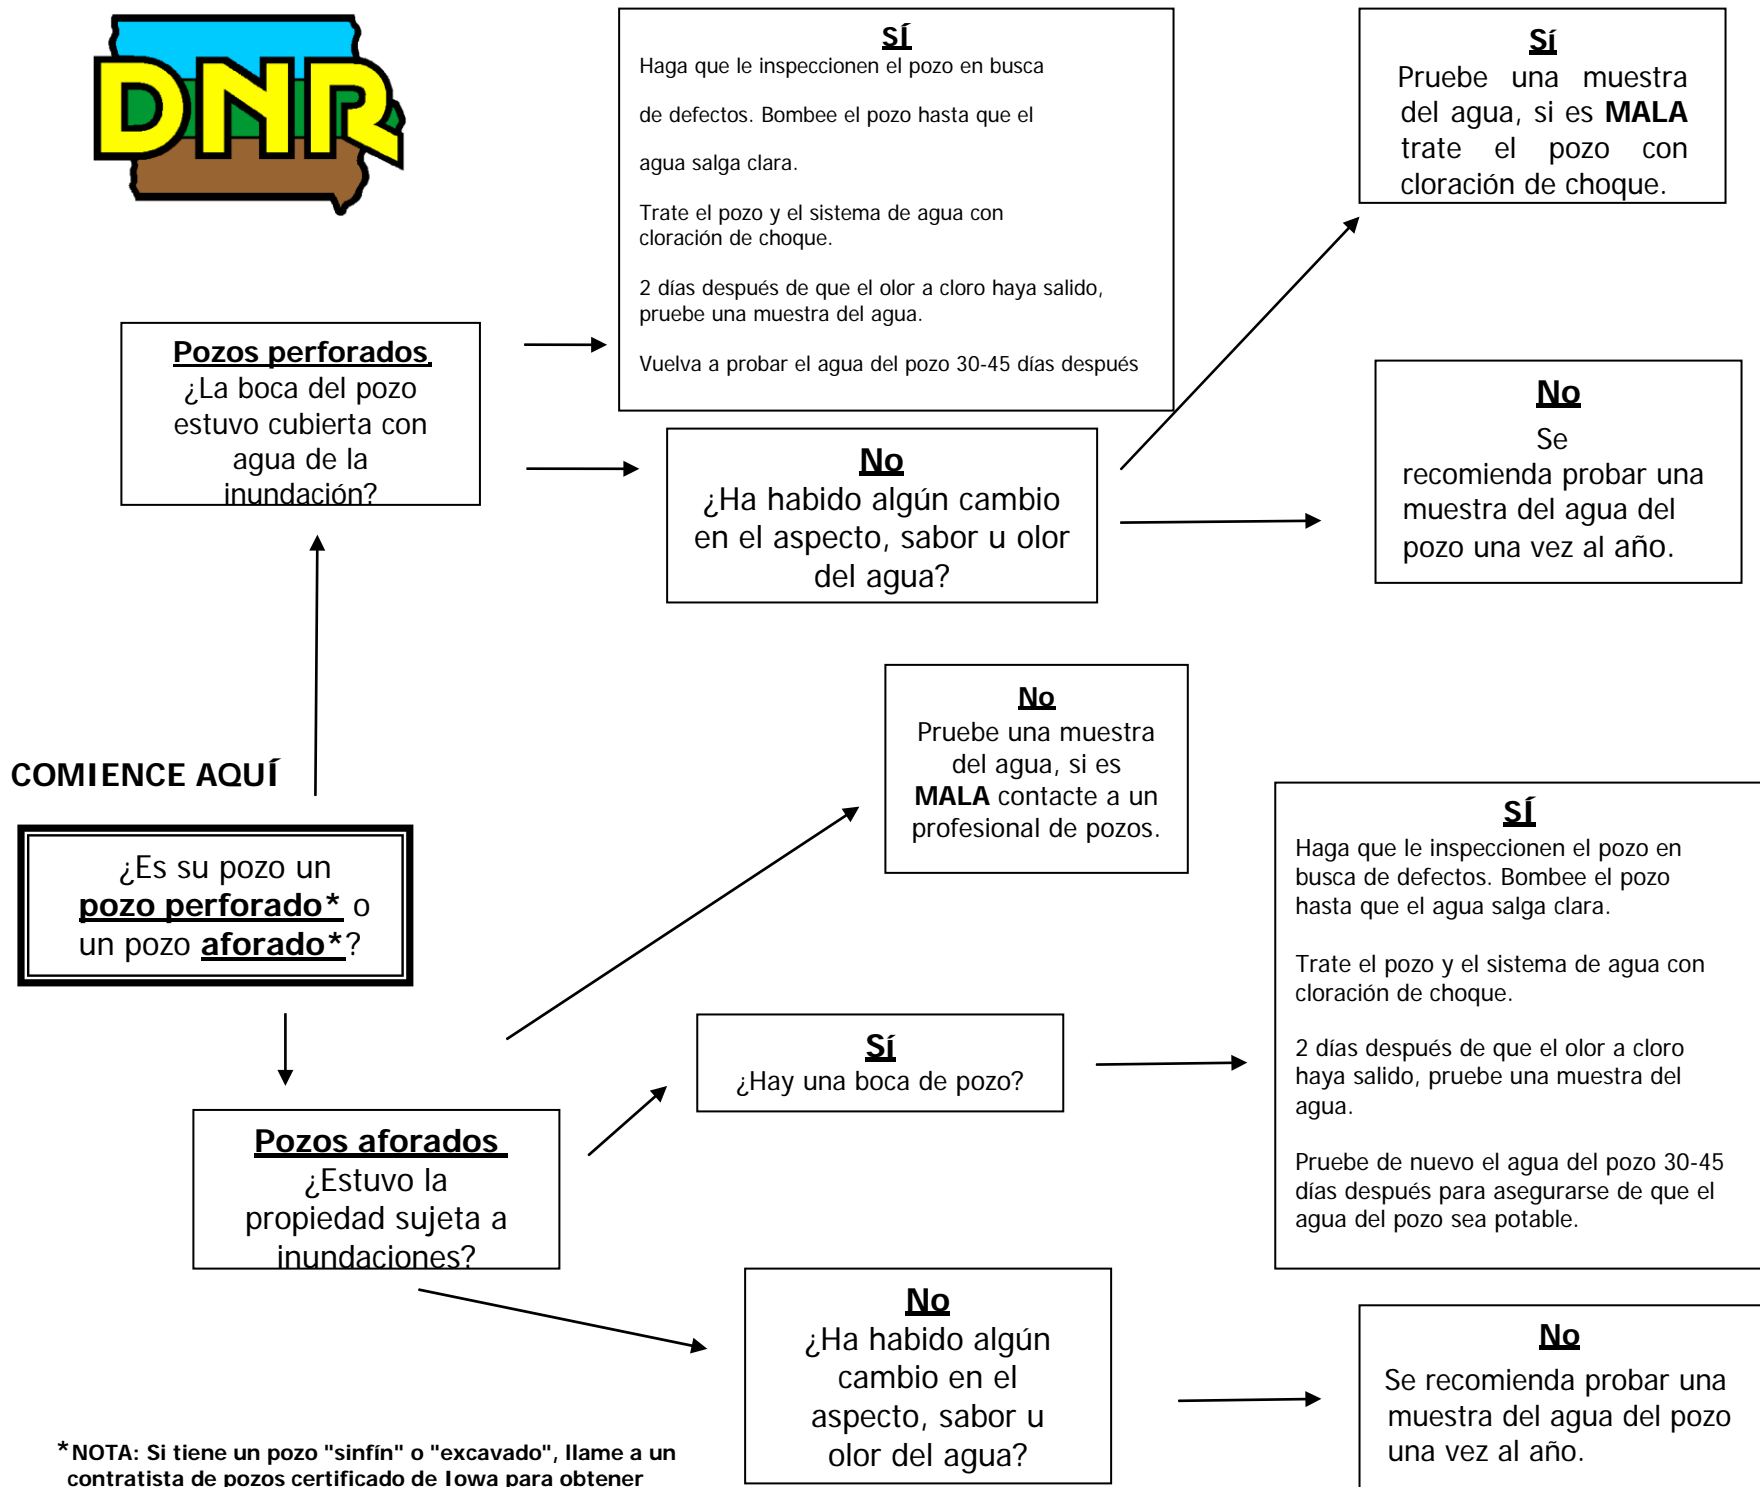 DNR
SÍ
Haga que le inspeccionen el pozo en busca
de defectos. Bombee el pozo hasta que el
agua salga clara.
Trate el pozo y el sistema de agua con
cloración de choque.
2 días después de que el olor a cloro haya salido,
pruebe una muestra del agua.
Vuelva a probar el agua del pozo 30-45 días después
Sí
Pruebe una muestra
del agua, si es MALA
trate el pozo con
cloración de choque.
Pozos perforados
¿La boca del pozo
estuvo cubierta con
agua de la
inundación?
No
¿Ha habido algún cambio
en el aspecto, sabor u olor
del agua?
No
Se
recomienda probar una
muestra del agua del
pozo una vez al año.
No
Pruebe una muestra
del agua, si es
MALA contacte a un
profesional de pozos.
COMIENCE AQUÍ
¿Es su pozo un
pozo perforado* o
un pozo aforado*?
SÍ
Haga que le inspeccionen el pozo en
busca de defectos. Bombee el pozo
hasta que el agua salga clara.
Trate el pozo y el sistema de agua con
cloración de choque.
2 días después de que el olor a cloro
haya salido, pruebe una muestra del
agua.
Pruebe de nuevo el agua del pozo 30-45
días después para asegurarse de que el
agua del pozo sea potable.
Sí
¿Hay una boca de pozo?
Pozos aforados
¿Estuvo la
propiedad sujeta a
inundaciones?
No
¿Ha habido algún
cambio en el
aspecto, sabor u
olor del agua?
No
Se recomienda probar una
muestra del agua del pozo
una vez al año.
*NOTA: Si tiene un pozo "sinfín" o "excavado", llame a un
contratista de pozos certificado de Iowa para obtener